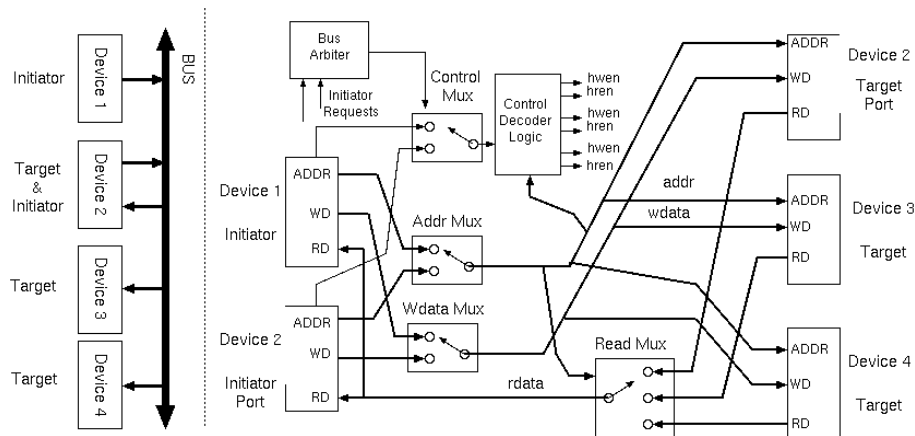 Initiator
Device 1
BUS
Target
&
Initiator
Device 2
Target
Device 3
Target
Device 4
Bus
Arbiter
Initiator
Requests
Control
Mux
Control
Decoder
Logic
hwen
hren
hwen
hren
hwen
hren
Device 1
Initiator
ADDR
WD
RD
Addr Mux
Wdata Mux
Device 2
Initiator
Port
ADDR
WD
RD
rdata
Read Mux
addr
wdata
ADDR
WD
RD
Device 2
Target
Port
ADDR
WD
RD
Device 3
Target
ADDR
WD
RD
Device 4
Target